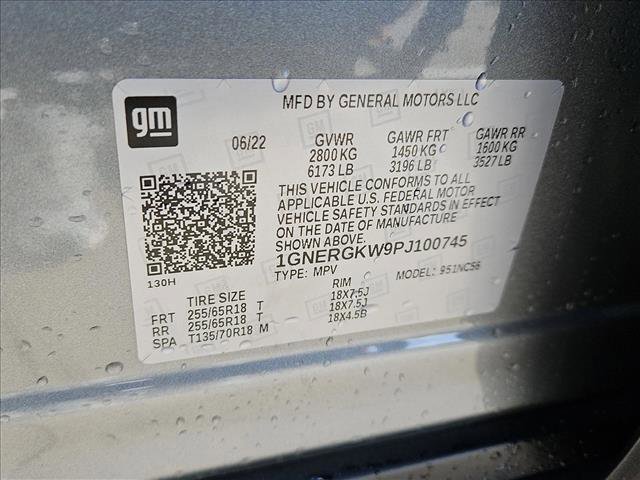 gm
MFD BY GENERAL MOTORS LLC
06/22 GVWR GAWR FRT GAWR RR
2800 KG 1450 KG 1600 KG
6173 LB 3196 LB 3527 LB
THIS VEHICLE CONFORMS TO ALL
APPLICABLE U.S. FEDERAL MOTOR
VEHICLE SAFETY STANDARDS IN EFFECT
ON THE DATE OF MANUFACTURE
SHOWN ABOVE.
1GNERGKW9PJ100745
130H
TYPE: MPV MODEL: 951NC56
TIRE SIZE RIM
FRT 255/65R18 T 18X7.5J
RR 255/65R18 T 18X7.5J
SPA T135/70R18 M 18X4.5B